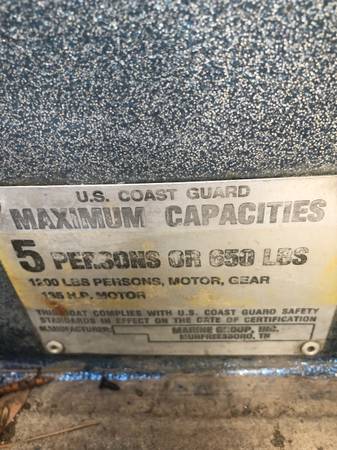 U.S. COAST GUARD
MAXIMUM CAPACITIES
5 PERSONS OR 650 LBS
1200 LBS PERSONS, MOTOR, GEAR
135 H.P. MOTOR
THIS BOAT COMPLIES WITH U.S. COAST GUARD SAFETY
STANDARDS IN EFFECT ON THE DATE OF CERTIFICATION
MANUFACTURER: MARINE GROUP, INC.
MURFREESBORO, TN